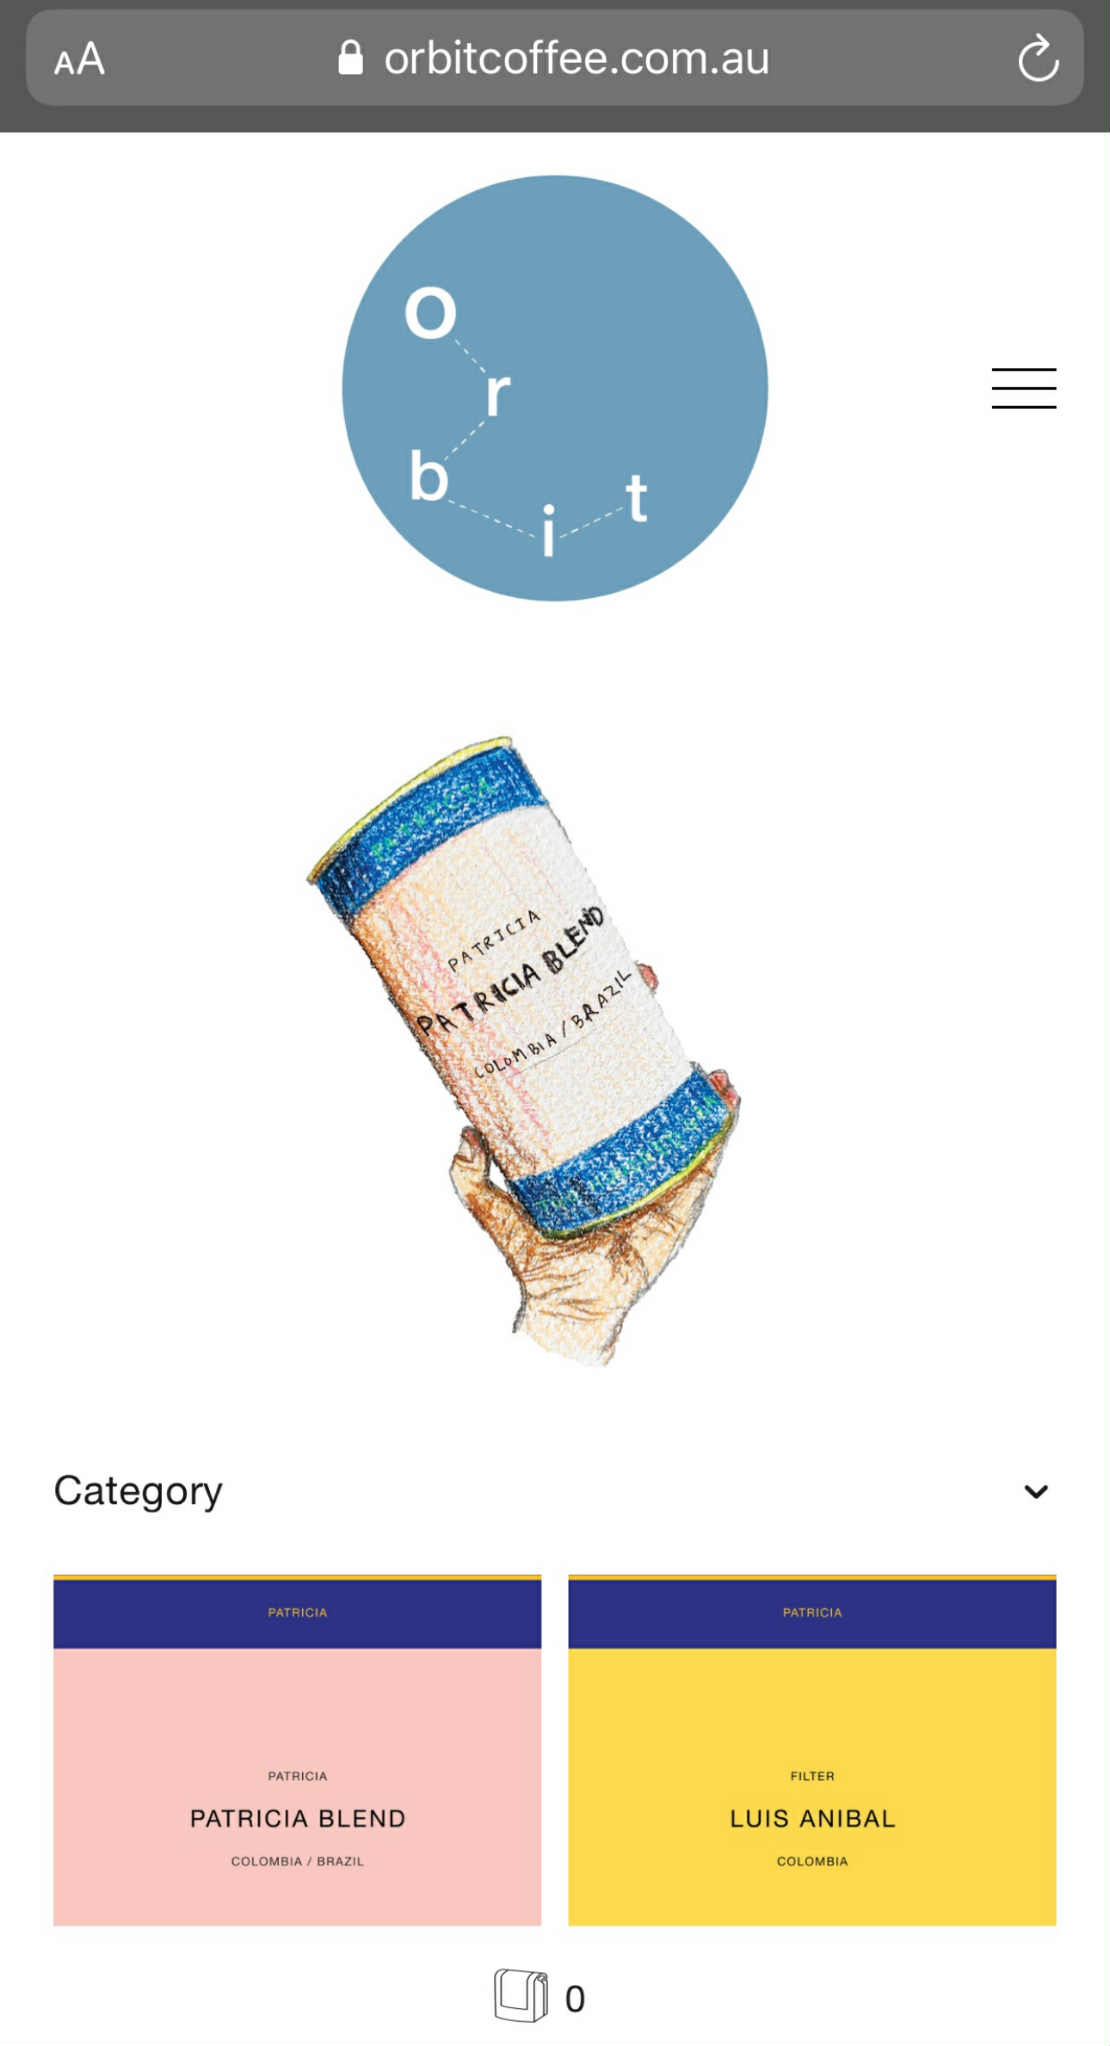 AA orbitcoffee.com.au
O
r
b
i
t
PATRICIA
PATRICIA
PATRICIA BLEND
COLOMBIA / BRAZIL
Category
PATRICIA
PATRICIA
PATRICIA BLEND
COLOMBIA / BRAZIL
PATRICIA
FILTER
LUIS ANIBAL
COLOMBIA
0